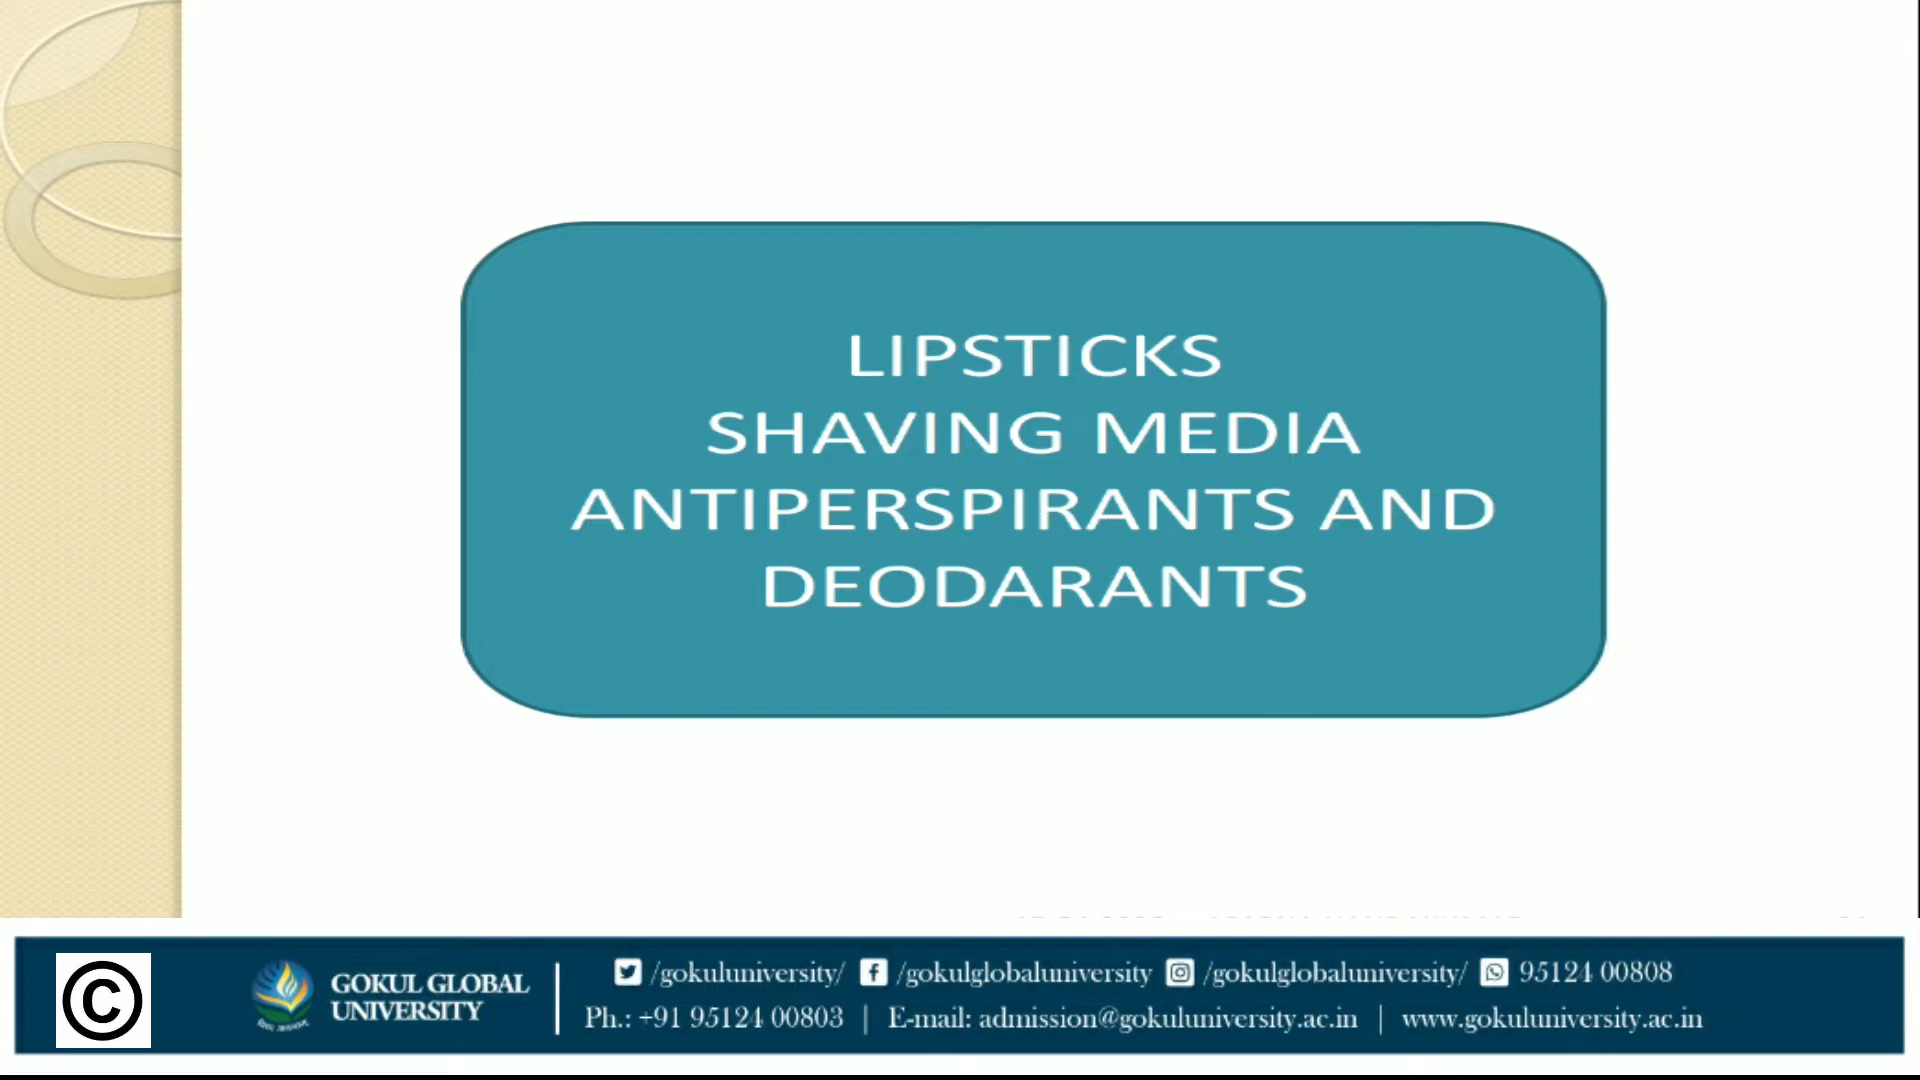 LIPSTICKS
SHAVING MEDIA
ANTIPERSPIRANTS AND
DEODARANTS
©
GOKUL GLOBAL
UNIVERSITY
/gokuluniversity/ /gokulglobaluniversity /gokulglobaluniversity/ 95124 00808
Ph.: +91 95124 00803 | E-mail: admission@gokuluniversity.ac.in | www.gokuluniversity.ac.in